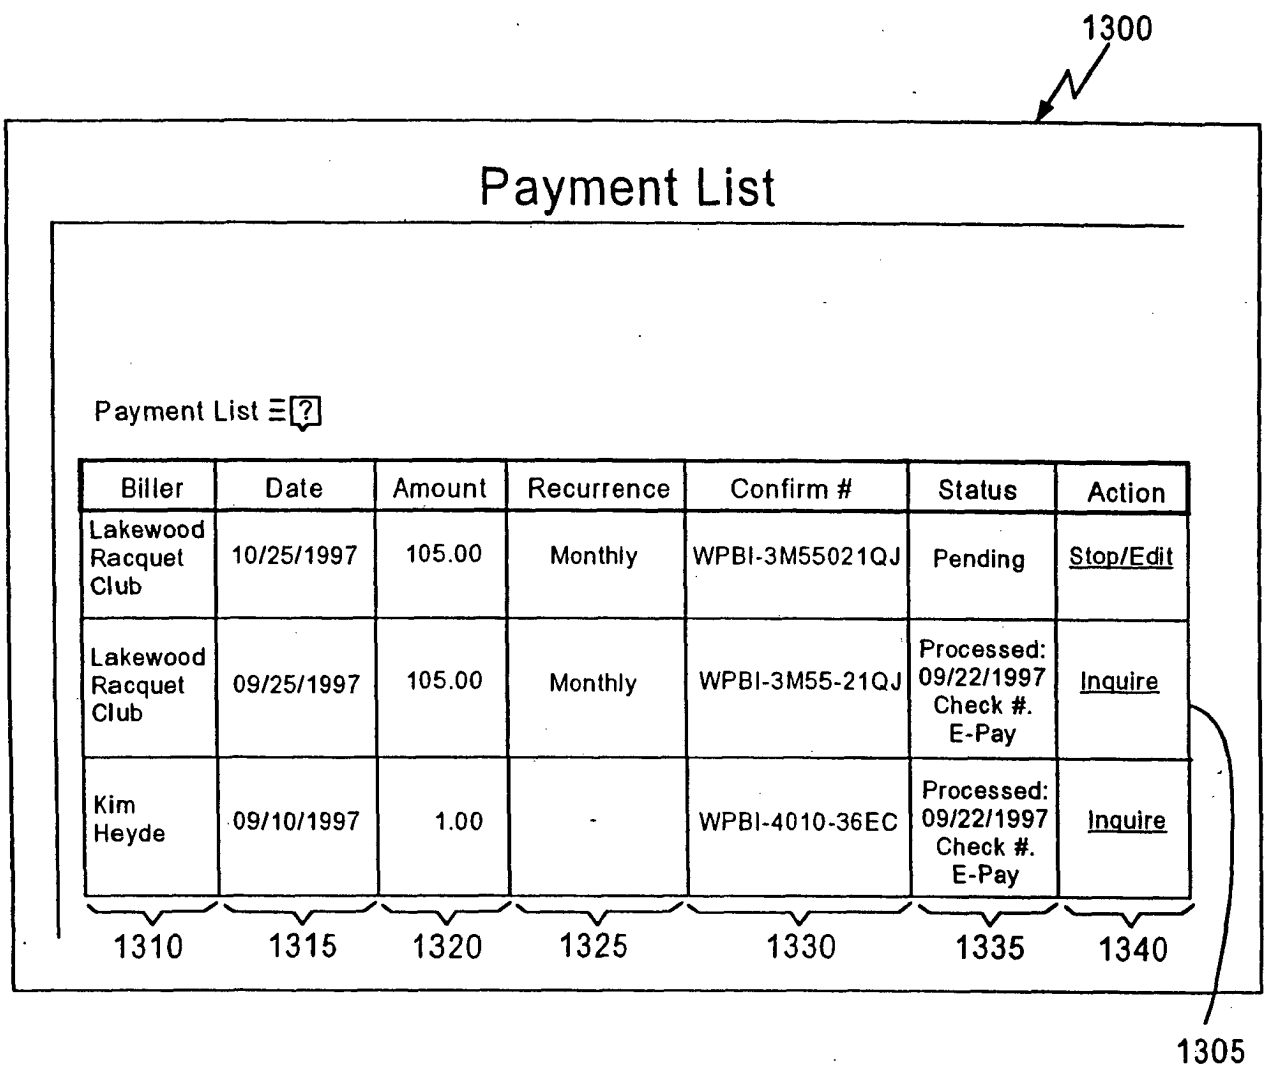 1300
Payment List
Payment List ?
Biller Date Amount Recurrence Confirm # Status Action
Lakewood
Racquet
Club
10/25/1997 105.00 Monthly WPBI-3M55021QJ Pending Stop/Edit
Lakewood
Racquet
Club
09/25/1997 105.00 Monthly WPBI-3M55-21QJ
Processed:
09/22/1997
Check #.
E-Pay
Inquire
Kim
Heyde
09/10/1997 1.00 - WPBI-4010-36EC
Processed:
09/22/1997
Check #.
E-Pay
Inquire
1310 1315 1320 1325 1330 1335 1340
1305